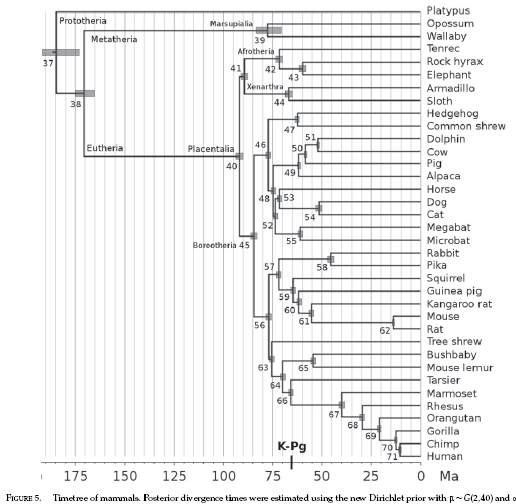 Platypus
Prototheria
Marsupialia
Opossum
39
Wallaby
Metatheria
37
Afrotheria
Tenrec
41
42
Rock hyrax
43
Elephant
38
Xenarthra
Armadillo
44
Sloth
Hedgehog
47
Common shrew
Eutheria
Placentalia
46
51
Dolphin
40
50
Cow
Pig
49
Alpaca
48
53
Horse
Dog
54
Cat
52
Megabat
55
Microbat
Boreotheria 45
Rabbit
57
58
Pika
Squirrel
59
Guinea pig
60
Kangaroo rat
61
Mouse
56
62
Rat
Tree shrew
Bushbaby
63
65
Mouse lemur
64
Tarsier
66
Marmoset
67
Rhesus
68
Orangutan
69
Gorilla
70
Chimp
71
Human
K-Pg
175 150 125 100 75 50 25 0 Ma
FIGURE 5. Timetree of mammals. Posterior divergence times were estimated using the new Dirichlet prior with μ ~ G(2,40) and